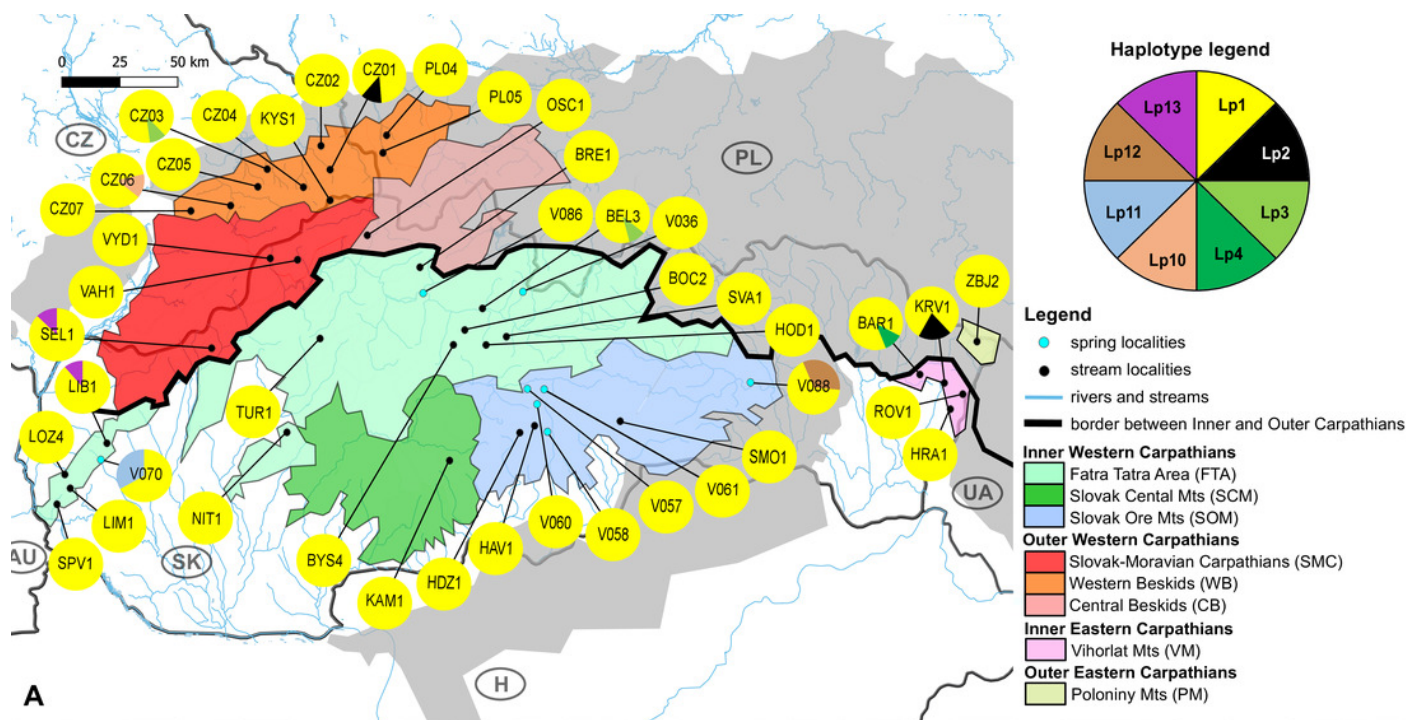 0 25 50 km
CZ02
CZ01
PL04
CZ03
CZ04
KYS1
PL05
OSC1
CZ
CZ05
BRE1
PL
CZ06
CZ07
V086
BEL3
V036
VYD1
BOC2
VAH1
SVA1
ZBJ2
SEL1
HOD1
BAR1
KRV1
LIB1
V088
TUR1
ROV1
LOZ4
SMO1
HRA1
V070
V061
UA
LIM1
NIT1
V057
V060
V058
AU
SPV1
SK
BYS4
HAV1
HDZ1
KAM1
H
A
Haplotype legend
Lp13
Lp1
Lp12
Lp2
Lp11
Lp3
Lp10
Lp4
Legend
spring localities
stream localities
rivers and streams
border between Inner and Outer Carpathians
Inner Western Carpathians
Fatra Tatra Area (FTA)
Slovak Cental Mts (SCM)
Slovak Ore Mts (SOM)
Outer Western Carpathians
Slovak-Moravian Carpathians (SMC)
Western Beskids (WB)
Central Beskids (CB)
Inner Eastern Carpathians
Vihorlat Mts (VM)
Outer Eastern Carpathians
Poloniny Mts (PM)